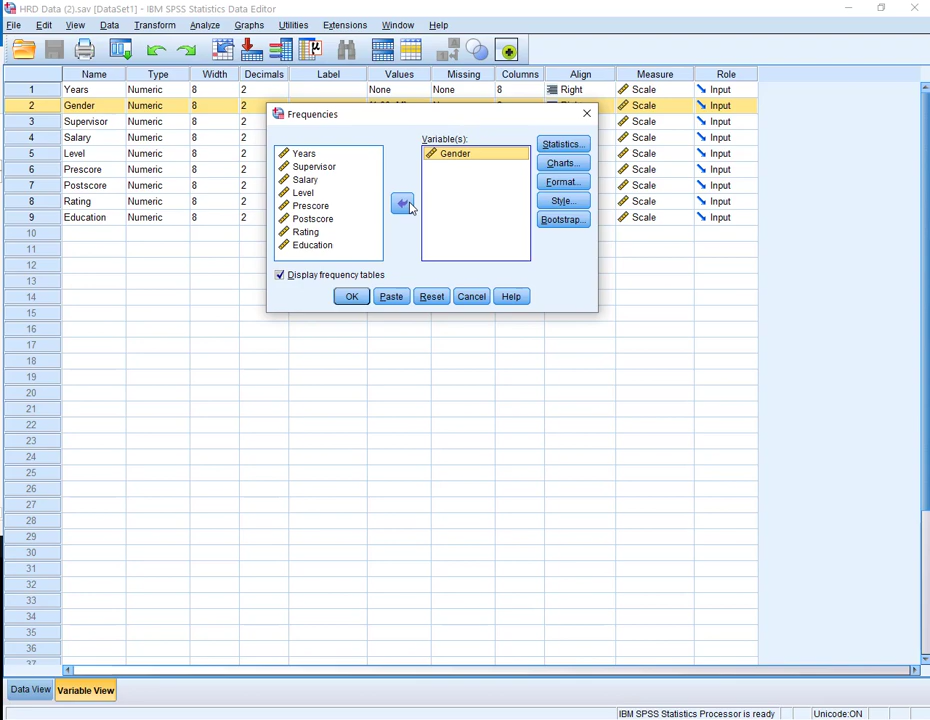 HRD Data (2).sav [DataSet1] - IBM SPSS Statistics Data Editor
File Edit View Data Transform Analyze Graphs Utilities Extensions Window Help
Name Type Width Decimals Label Values Missing Columns Align Measure Role
1 Years Numeric 8 2 None None 8 Right Scale Input
2 Gender Numeric 8 2 Scale Input
3 Supervisor Numeric 8 2 Scale Input
4 Salary Numeric 8 2 Scale Input
5 Level Numeric 8 2 Scale Input
6 Prescore Numeric 8 2 Scale Input
7 Postscore Numeric 8 2 Scale Input
8 Rating Numeric 8 2 Scale Input
9 Education Numeric 8 2 Scale Input
10
11
12
13
14
15
16
17
18
19
20
21
22
23
24
25
26
27
28
29
30
31
32
33
34
35
36
37
Frequencies
Variable(s):
Years
Supervisor
Salary
Level
Prescore
Postscore
Rating
Education
Gender
Statistics...
Charts...
Format...
Style...
Bootstrap...
Display frequency tables
OK Paste Reset Cancel Help
Data View Variable View
IBM SPSS Statistics Processor is ready Unicode:ON